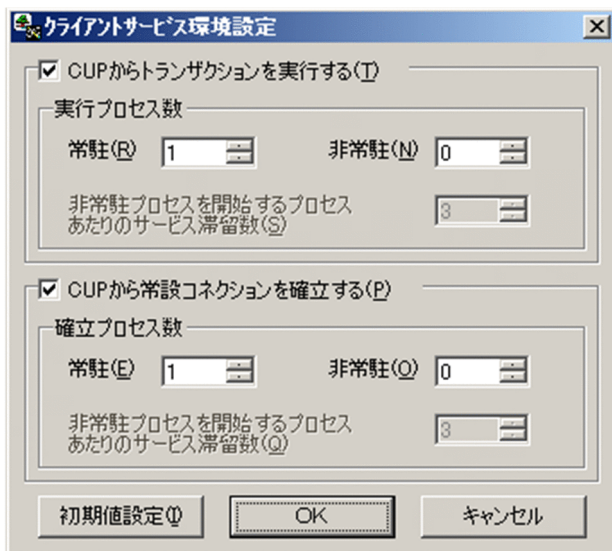 クライアントサービス環境設定
CUPからトランザクションを実行する(T)
実行プロセス数
常駐(R) 1 非常駐(N) 0
非常駐プロセスを開始するプロセス
あたりのサービス滞留数(S) 3
CUPから常設コネクションを確立する(P)
確立プロセス数
常駐(E) 1 非常駐(O) 0
非常駐プロセスを開始するプロセス
あたりのサービス滞留数(Q) 3
初期値設定(I) OK キャンセル